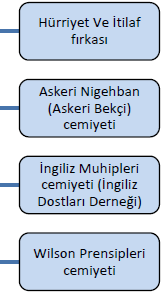 Hürriyet Ve İtilaf
fırkası
Askeri Nigehban
(Askeri Bekçi)
cemiyeti
İngiliz Muhipleri
cemiyeti (İngiliz
Dostları Derneği)
Wilson Prensipleri
cemiyeti